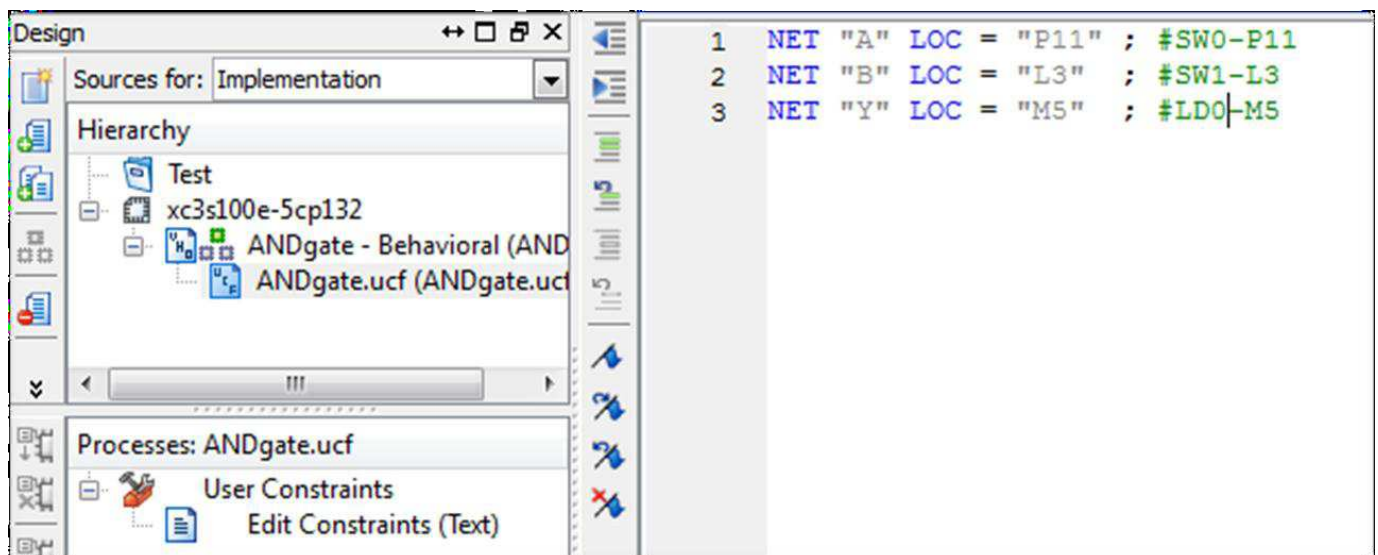 Design
Sources for: Implementation
Hierarchy
Test
xc3s100e-5cp132
ANDgate - Behavioral (AND
ANDgate.ucf (ANDgate.ucf
Processes: ANDgate.ucf
User Constraints
Edit Constraints (Text)
1 NET "A" LOC = "P11" ; #SW0-P11
2 NET "B" LOC = "L3" ; #SW1-L3
3 NET "Y" LOC = "M5" ; #LD0-M5